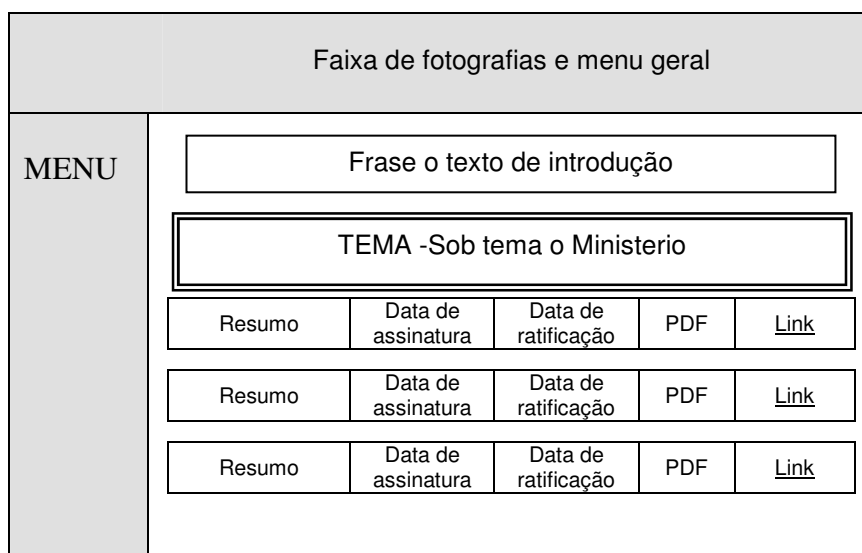 Faixa de fotografias e menu geral
MENU
Frase o texto de introdução
TEMA -Sob tema o Ministerio
Resumo
Data de
assinatura
Data de
ratificação
PDF
Link
Resumo
Data de
assinatura
Data de
ratificação
PDF
Link
Resumo
Data de
assinatura
Data de
ratificação
PDF
Link